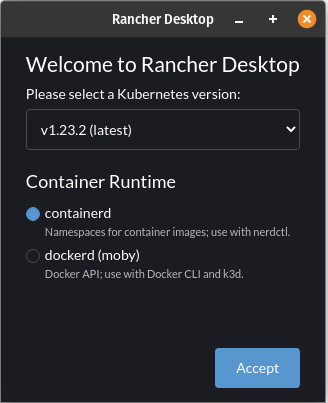 Rancher Desktop
Welcome to Rancher Desktop
Please select a Kubernetes version:
v1.23.2 (latest)
Container Runtime
containerd
Namespaces for container images; use with nerdctl.
dockerd (moby)
Docker API; use with Docker CLI and k3d.
Accept